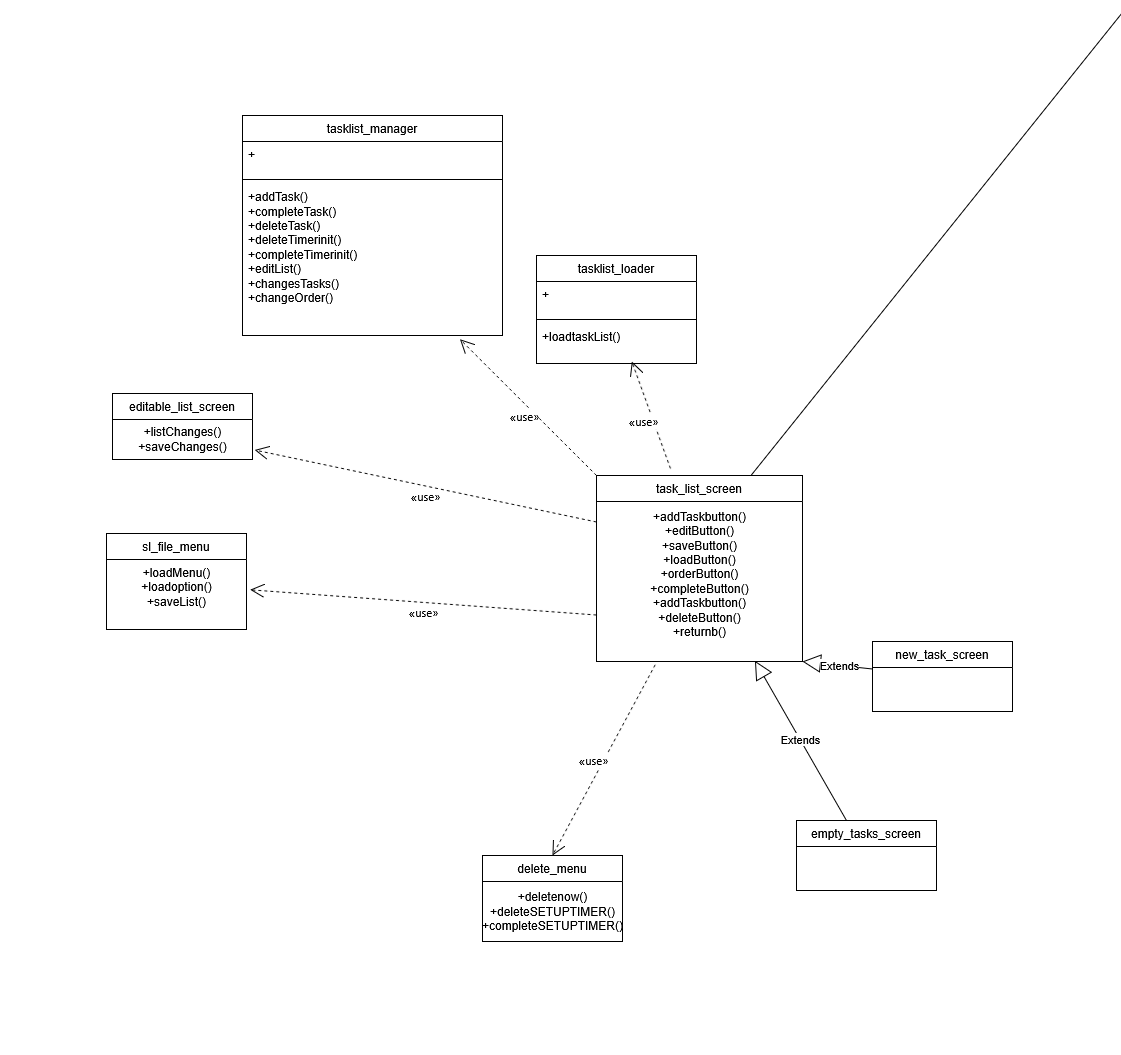 tasklist_manager
+
+addTask()
+completeTask()
+deleteTask()
+deleteTimerinit()
+completeTimerinit()
+editList()
+changesTasks()
+changeOrder()
tasklist_loader
+
+loadtaskList()
«use»
«use»
editable_list_screen
+listChanges()
+saveChanges()
«use»
task_list_screen
+addTaskbutton()
+editButton()
+saveButton()
+loadButton()
+orderButton()
+completeButton()
+addTaskbutton()
+deleteButton()
+returnb()
sl_file_menu
+loadMenu()
+loadoption()
+saveList()
«use»
new_task_screen
Extends
Extends
«use»
empty_tasks_screen
delete_menu
+deletenow()
+deleteSETUPTIMER()
+completeSETUPTIMER()